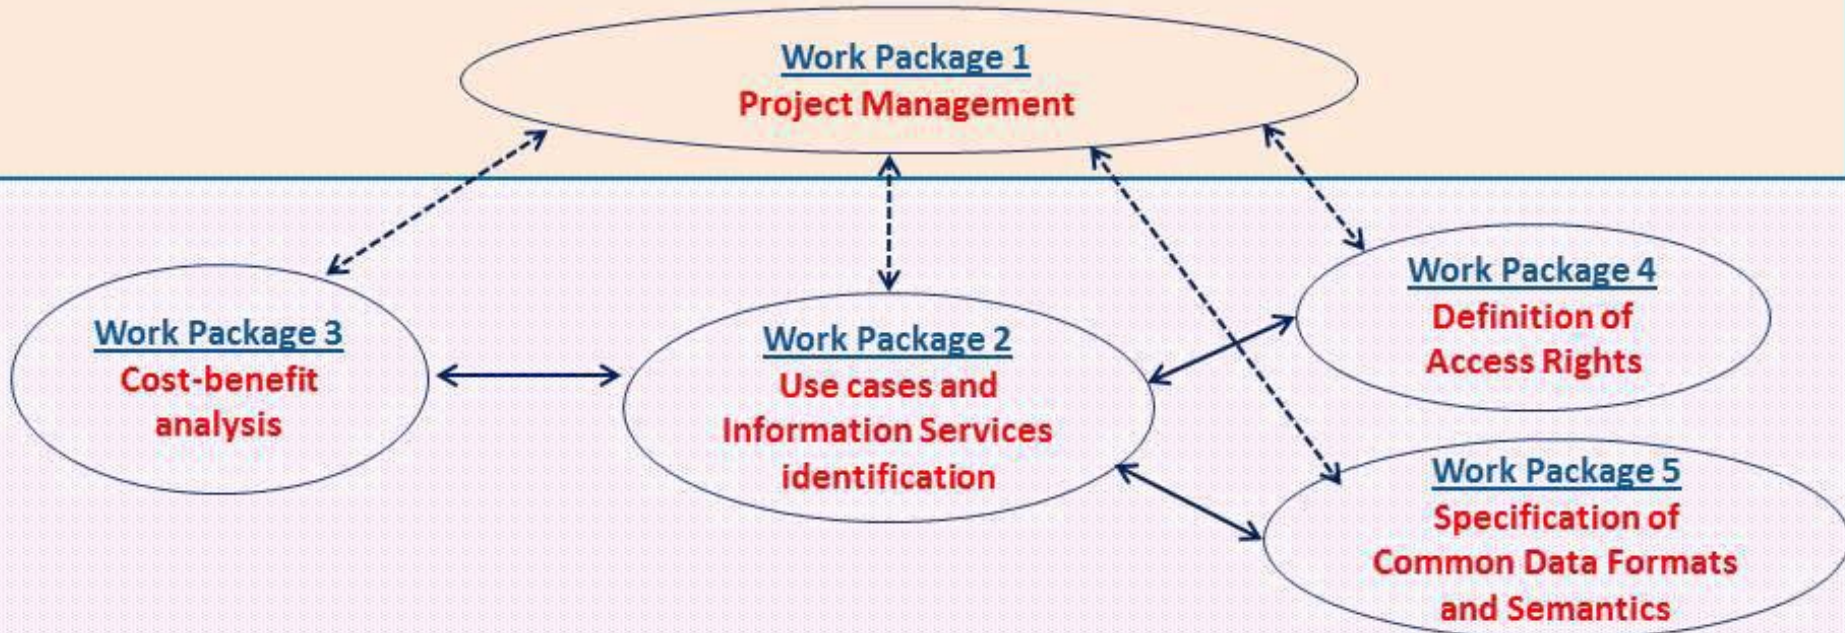 Work Package 1
Project Management
Work Package 3
Cost-benefit
analysis
Work Package 2
Use cases and
Information Services
identification
Work Package 4
Definition of
Access Rights
Work Package 5
Specification of
Common Data Formats
and Semantics